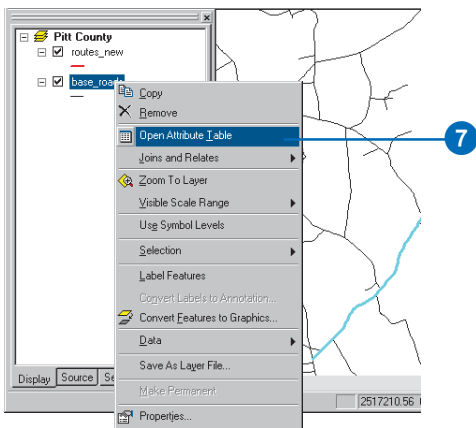 Pitt County
routes_new
base_roads
Copy
Remove
Open Attribute Table
7
Joins and Relates
Zoom To Layer
Visible Scale Range
Use Symbol Levels
Selection
Label Features
Convert Labels to Annotation...
Convert Features to Graphics...
Data
Save As Layer File...
Make Permanent
Properties...
Display Source Se
2517210.56